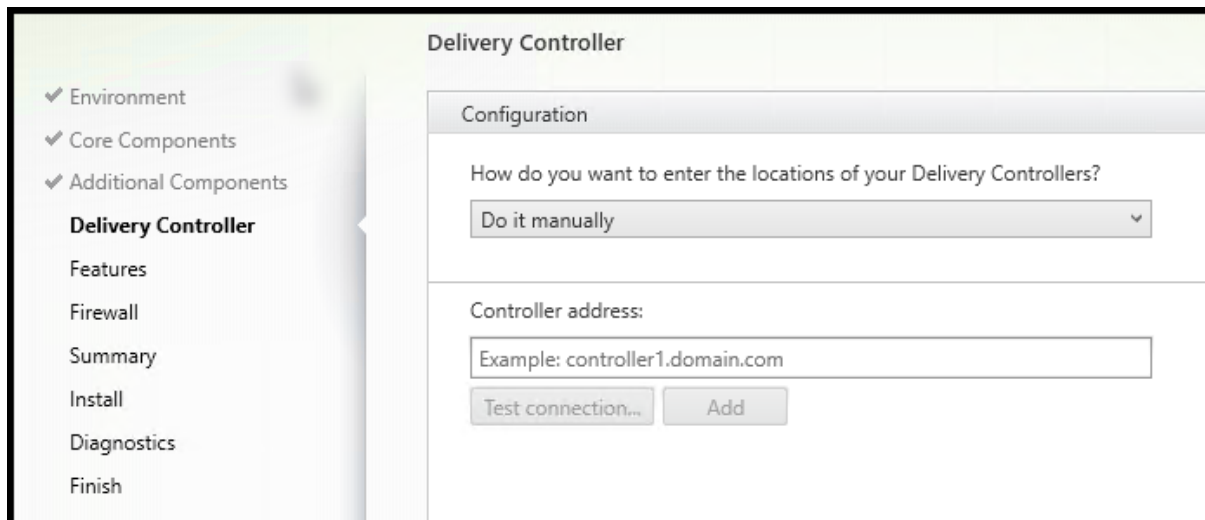 Delivery Controller
Environment
Core Components
Additional Components
Delivery Controller
Features
Firewall
Summary
Install
Diagnostics
Finish
Configuration
How do you want to enter the locations of your Delivery Controllers?
Do it manually
Controller address:
Example: controller1.domain.com
Test connection...
Add